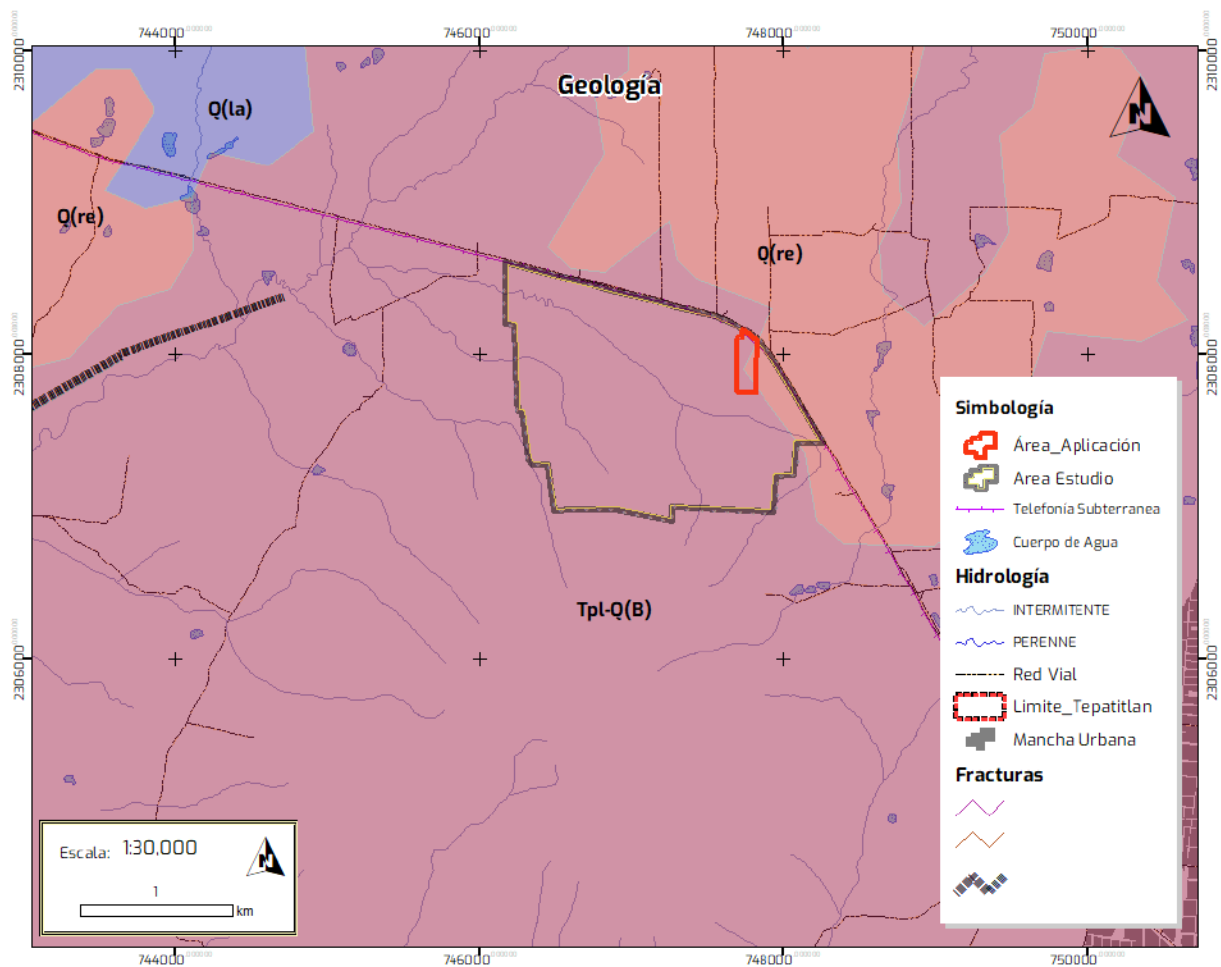 744000 746000 748000 750000
2310000 2310000
Geología
N
Q(la)
Q(re)
Q(re)
2308000 2308000
Simbología
Área_Aplicación
Area Estudio
Telefonía Subterranea
Cuerpo de Agua
Hidrología
INTERMITENTE
PERENNE
Tpl-Q(B)
2306000 2306000
Red Vial
Limite_Tepatitlan
Mancha Urbana
Fracturas
Escala: 1:30,000
N
1
km
744000 746000 748000 750000